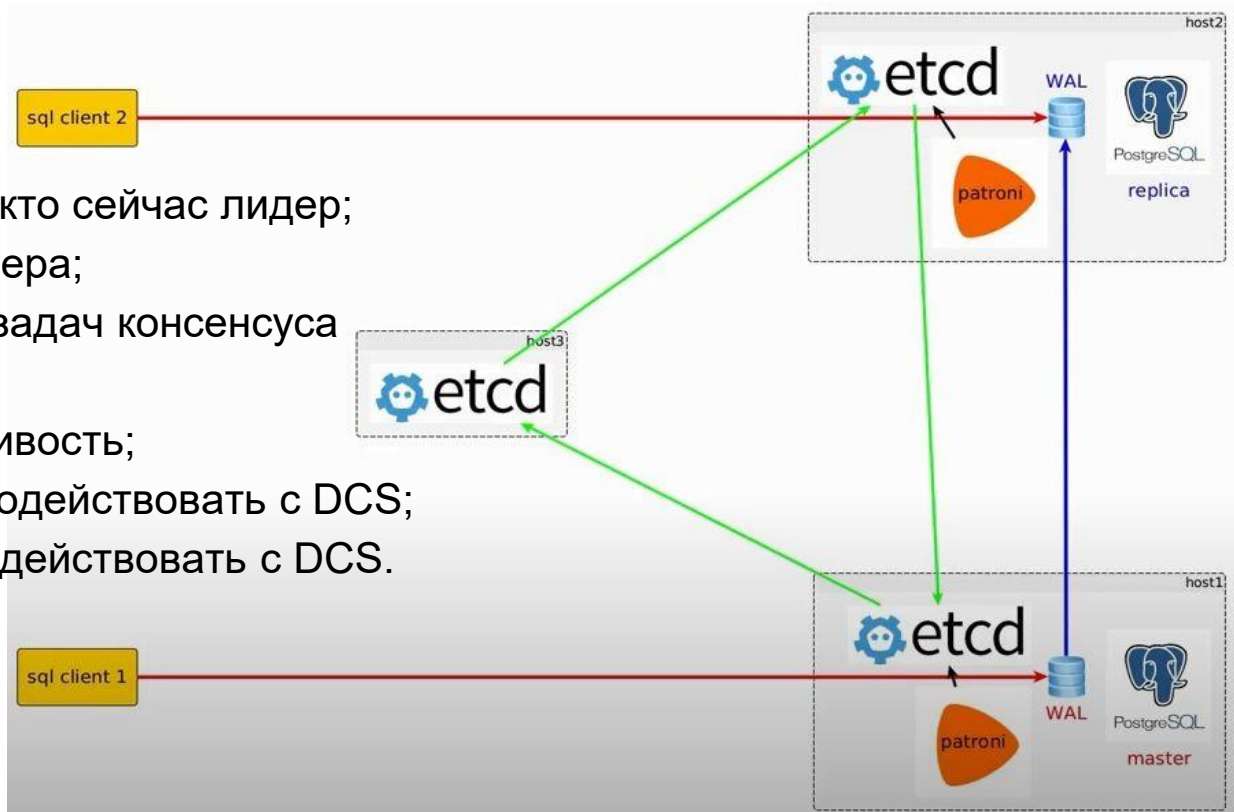 host2
etcd
WAL
sql client 2
PostgreSQL
patroni
replica
кто сейчас лидер;
ера;
задач консенсуса
host3
etcd
ивость;
одействовать с DCS;
действовать с DCS.
host1
etcd
sql client 1
WAL
PostgreSQL
patroni
master